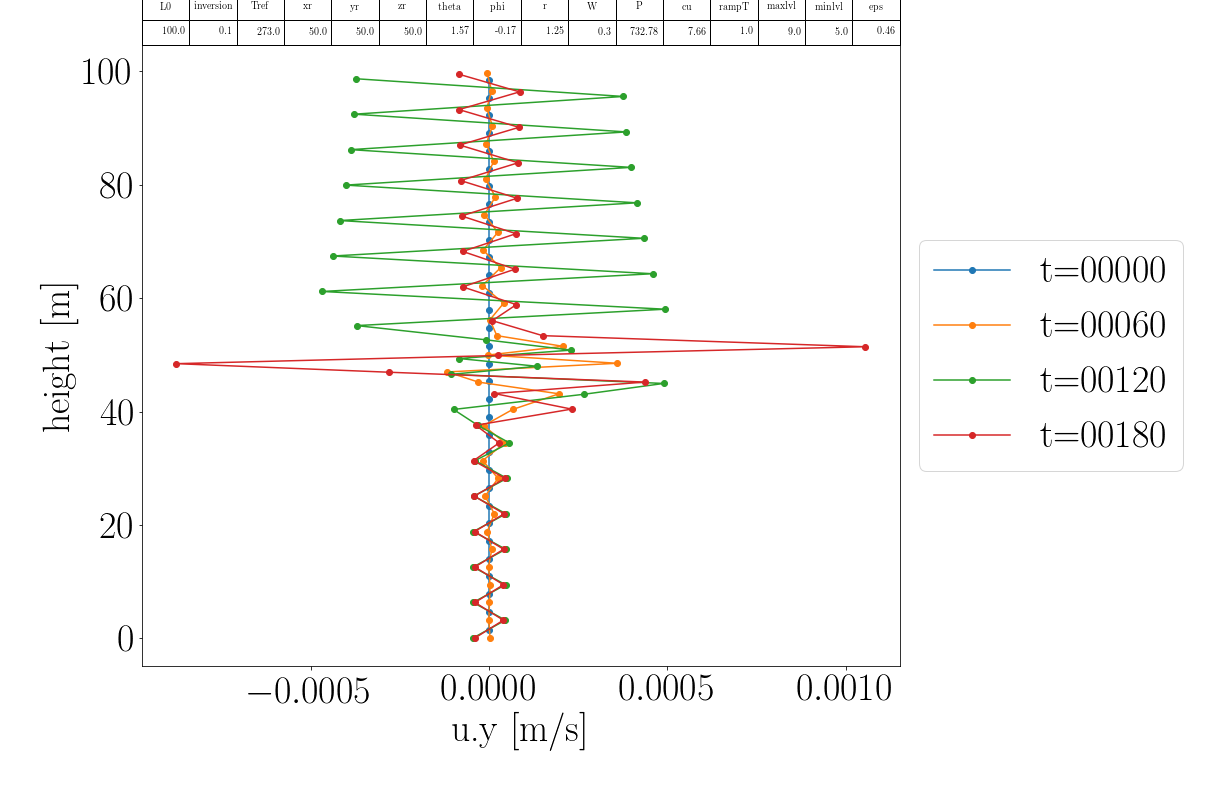 L0 inversion Tref xr yr zr theta phi r W P cu rampT maxlvl minlvl eps
100.0 0.1 273.0 50.0 50.0 50.0 1.57 -0.17 1.25 0.3 732.78 7.66 1.0 9.0 5.0 0.46
100
80
60
40
20
0
height [m]
−0.0005 0.0000 0.0005 0.0010
u.y [m/s]
t=00000
t=00060
t=00120
t=00180